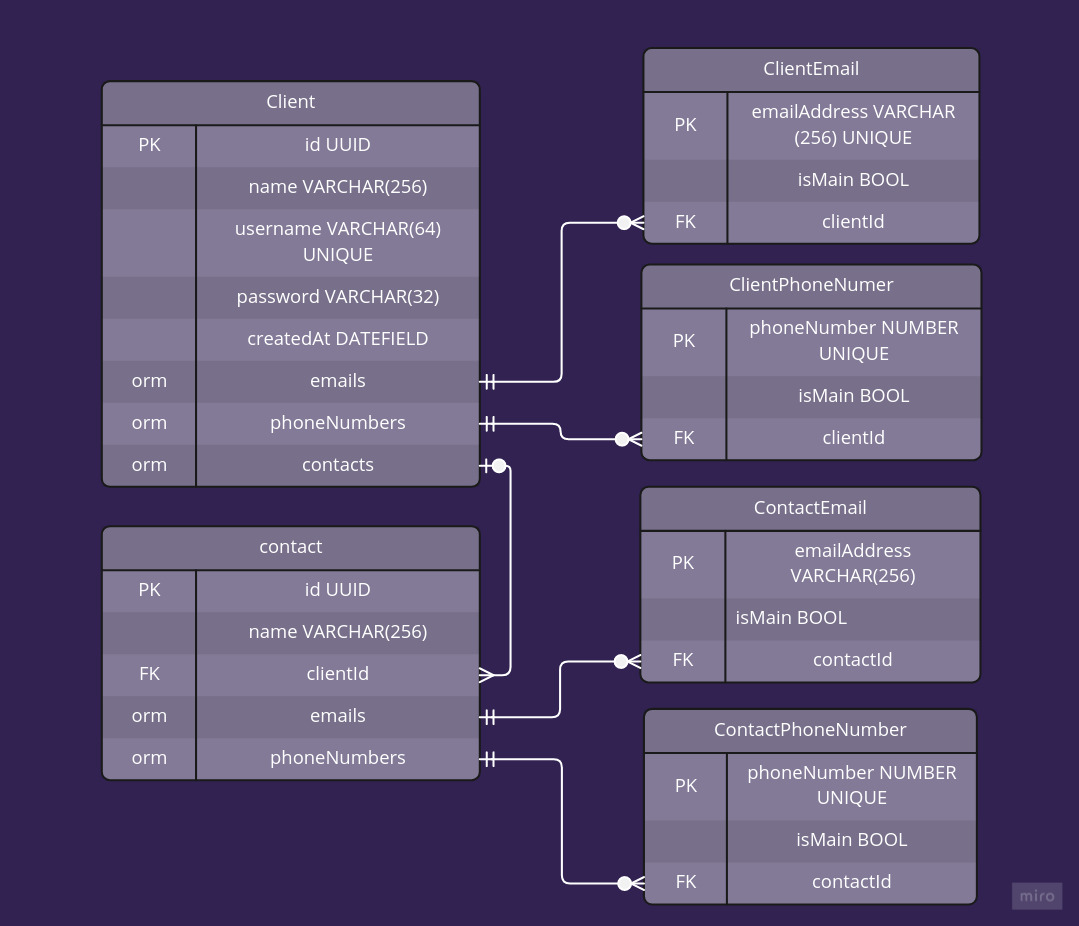 Client
PK id UUID
name VARCHAR(256)
username VARCHAR(64)
UNIQUE
password VARCHAR(32)
createdAt DATEFIELD
orm emails
orm phoneNumbers
orm contacts
contact
PK id UUID
name VARCHAR(256)
FK clientId
orm emails
orm phoneNumbers
ClientEmail
PK emailAddress VARCHAR
(256) UNIQUE
isMain BOOL
FK clientId
ClientPhoneNumer
PK phoneNumber NUMBER
UNIQUE
isMain BOOL
FK clientId
ContactEmail
PK emailAddress
VARCHAR(256)
isMain BOOL
FK contactId
ContactPhoneNumber
PK phoneNumber NUMBER
UNIQUE
isMain BOOL
FK contactId
miro